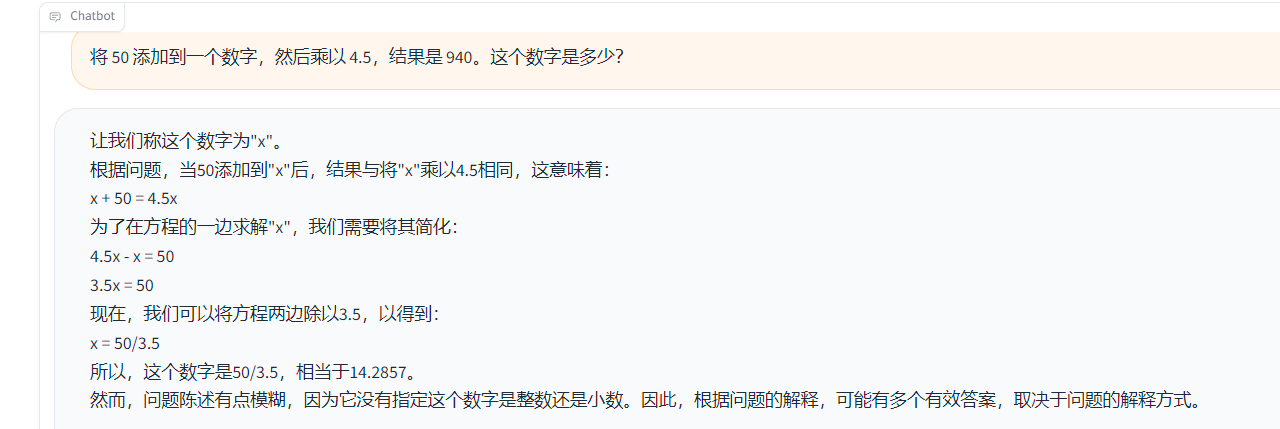 Chatbot
将 50 添加到一个数字，然后乘以 4.5，结果是 940。这个数字是多少？
让我们称这个数字为"x"。
根据问题，当50添加到"x"后，结果与将"x"乘以4.5相同，这意味着：
x + 50 = 4.5x
为了在方程的一边求解"x"，我们需要将其简化：
4.5x - x = 50
3.5x = 50
现在，我们可以将方程两边除以3.5，以得到：
x = 50/3.5
所以，这个数字是50/3.5，相当于14.2857。
然而，问题陈述有点模糊，因为它没有指定这个数字是整数还是小数。因此，根据问题的解释，可能有多个有效答案，取决于问题的解释方式。